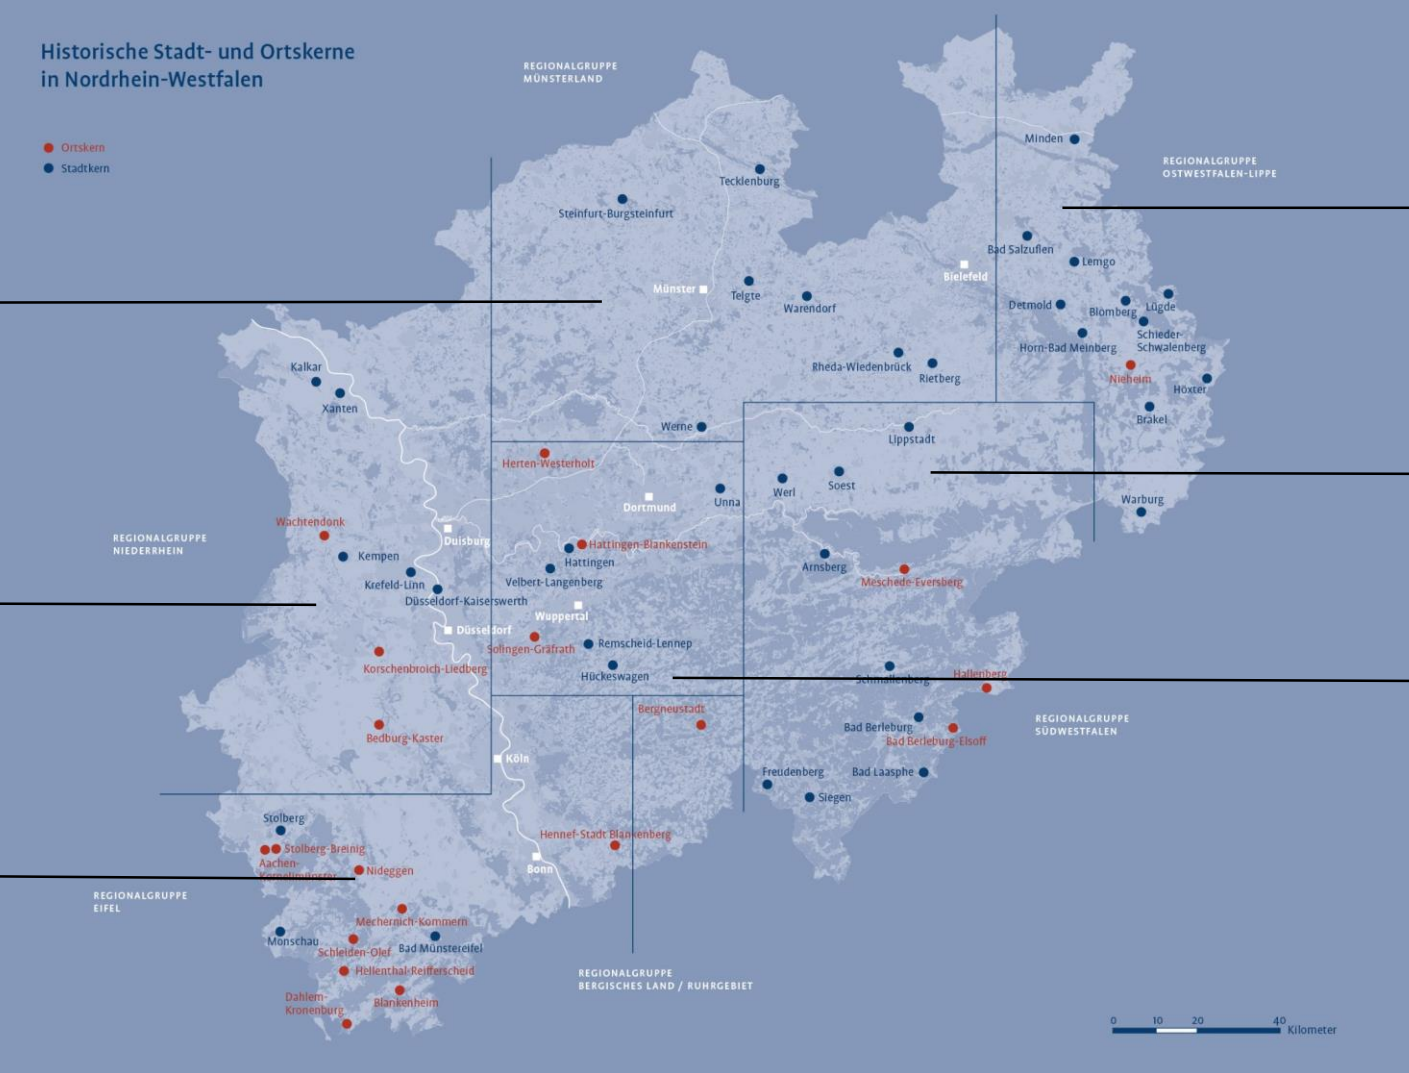 Historische Stadt- und Ortskerne
in Nordrhein-Westfalen
Ortskern
Stadtkern
REGIONALGRUPPE
MÜNSTERLAND
REGIONALGRUPPE
OSTWESTFALEN-LIPPE
Minden
Tecklenburg
Steinfurt-Burgsteinfurt
Bad Salzuflen
Lemgo
Bielefeld
Münster
Telgte
Warendorf
Detmold
Blomberg
Lügde
Schieder-
Schwalenberg
Horn-Bad Meinberg
Rheda-Wiedenbrück
Rietberg
Nieheim
Höxter
Brakel
Kalkar
Xanten
Werne
Lippstadt
Herten-Westerholt
Unna
Werl
Soest
Dortmund
Warburg
Wachtendonk
REGIONALGRUPPE
NIEDERRHEIN
Duisburg
Hattingen-Blankenstein
Kempen
Hattingen
Arnsberg
Krefeld-Linn
Velbert-Langenberg
Meschede-Eversberg
Düsseldorf-Kaiserswerth
Wuppertal
Düsseldorf
Solingen-Gräfrath
Remscheid-Lennep
Korschenbroich-Liedberg
Hückeswagen
Schmallenberg
Hallenberg
Bergneustadt
REGIONALGRUPPE
SÜDWESTFALEN
Bad Berleburg
Bad Berleburg-Elsoff
Bedburg-Kaster
Köln
Freudenberg
Bad Laasphe
Siegen
Stolberg
Hennef-Stadt Blankenberg
Stolberg-Breinig
Aachen-
Kornelimünster
Nideggen
Bonn
REGIONALGRUPPE
EIFEL
Mechernich-Kommern
Monschau
Schleiden-Olef
Bad Münstereifel
Hellenthal-Reifferscheid
REGIONALGRUPPE
BERGISCHES LAND / RUHRGEBIET
Dahlem-
Kronenburg
Blankenheim
0 10 20 40
Kilometer